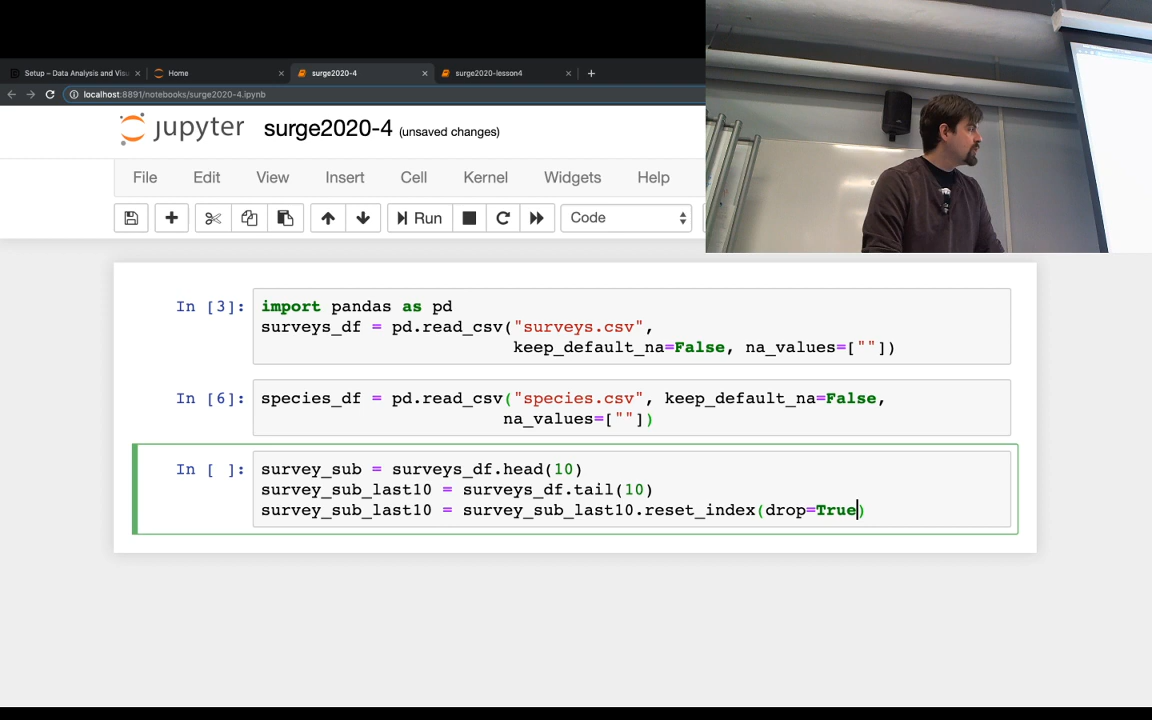 Setup – Data Analysis and Visu
Home
surge2020-4
surge2020-lesson4
localhost:8891/notebooks/surge2020-4.ipynb
jupyter surge2020-4 (unsaved changes)
File Edit View Insert Cell Kernel Widgets Help
Run Code
In [3]: import pandas as pd
surveys_df = pd.read_csv("surveys.csv",
keep_default_na=False, na_values=[""])
In [6]: species_df = pd.read_csv("species.csv", keep_default_na=False,
na_values=[""])
In [ ]: survey_sub = surveys_df.head(10)
survey_sub_last10 = surveys_df.tail(10)
survey_sub_last10 = survey_sub_last10.reset_index(drop=True)